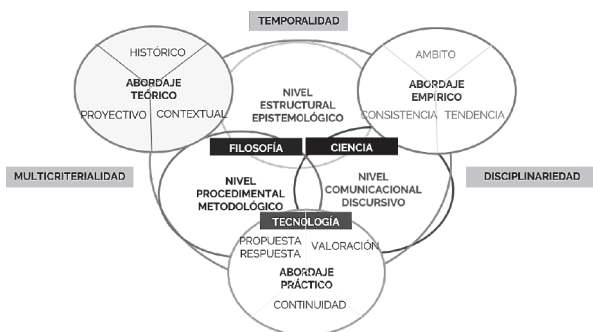 TEMPORALIDAD
HISTÓRICO
ABORDAJE
TEÓRICO
PROYECTIVO
CONTEXTUAL
AMBITO
ABORDAJE
EMPÍRICO
CONSISTENCIA
TENDENCIA
NIVEL
ESTRUCTURAL
EPISTEMOLÓGICO
FILOSOFÍA
CIENCIA
MULTICRITERIALIDAD
DISCIPLINARIEDAD
NIVEL
PROCEDIMENTAL
METODOLÓGICO
NIVEL
COMUNICACIONAL
DISCURSIVO
TECNOLOGÍA
PROPUESTA
RESPUESTA
VALORACIÓN
ABORDAJE
PRÁCTICO
CONTINUIDAD